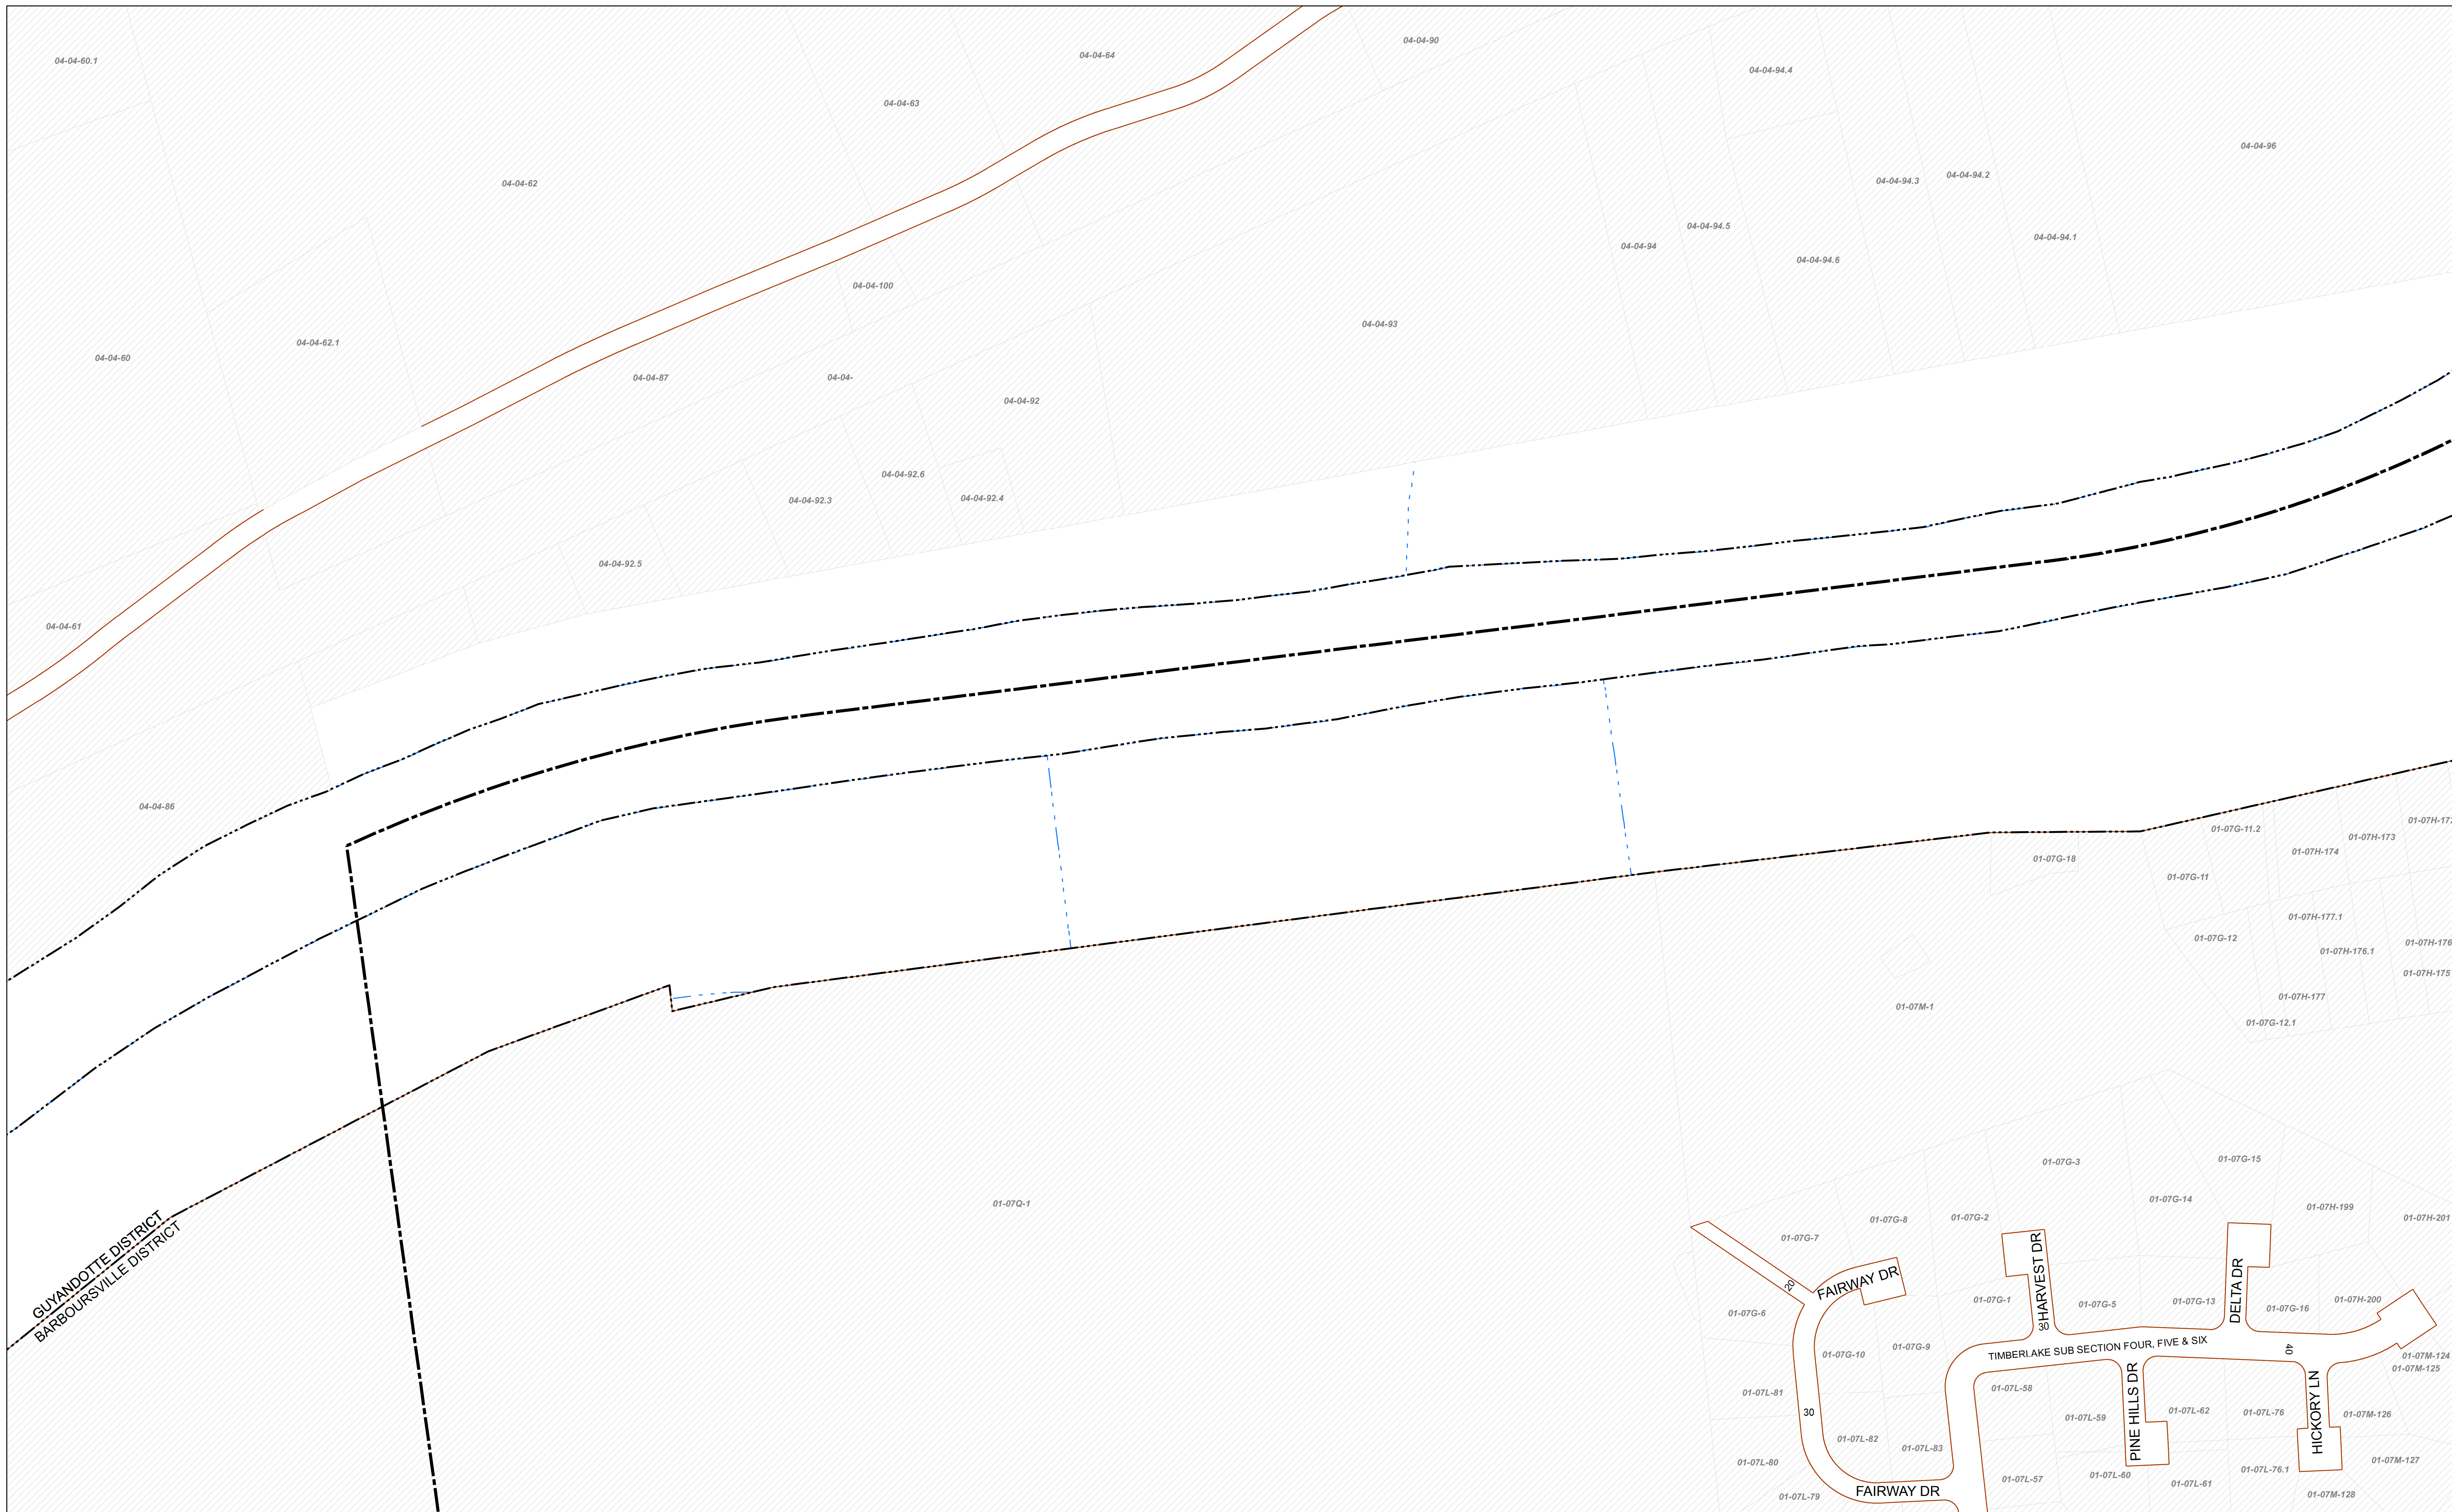 04-04-60.1
04-04-64
04-04-90
04-04-63
04-04-94.4
04-04-62
04-04-96
04-04-94.3
04-04-94.2
04-04-94.5
04-04-94
04-04-94.1
04-04-94.6
04-04-100
04-04-93
04-04-62.1
04-04-60
04-04-87
04-04-
04-04-92
04-04-92.6
04-04-92.3
04-04-92.4
04-04-92.5
04-04-61
04-04-86
01-07G-11.2
01-07H-173
01-07H-172
01-07H-174
01-07G-18
01-07G-11
01-07H-177.1
01-07G-12
01-07H-176.1
01-07H-176
01-07H-175
01-07H-177
01-07M-1
01-07G-12.1
01-07Q-1
GUYANDOTTE DISTRICT
BARBOURSVILLE DISTRICT
01-07G-3
01-07G-15
01-07G-14
01-07H-199
01-07H-201
01-07G-8
01-07G-2
01-07G-7
20
FAIRWAY DR
HARVEST DR
30
DELTA DR
01-07G-6
01-07G-1
01-07G-5
01-07G-13
01-07G-16
01-07H-200
01-07G-10
01-07G-9
TIMBERLAKE SUB SECTION FOUR, FIVE & SIX
40
01-07M-124
01-07M-125
01-07L-81
01-07L-58
30
01-07L-59
PINE HILLS DR
01-07L-62
01-07L-76
HICKORY LN
01-07M-126
01-07L-82
01-07L-83
01-07L-80
01-07L-57
01-07L-60
01-07L-61
01-07L-76.1
01-07M-127
01-07L-79
FAIRWAY DR
01-07M-128